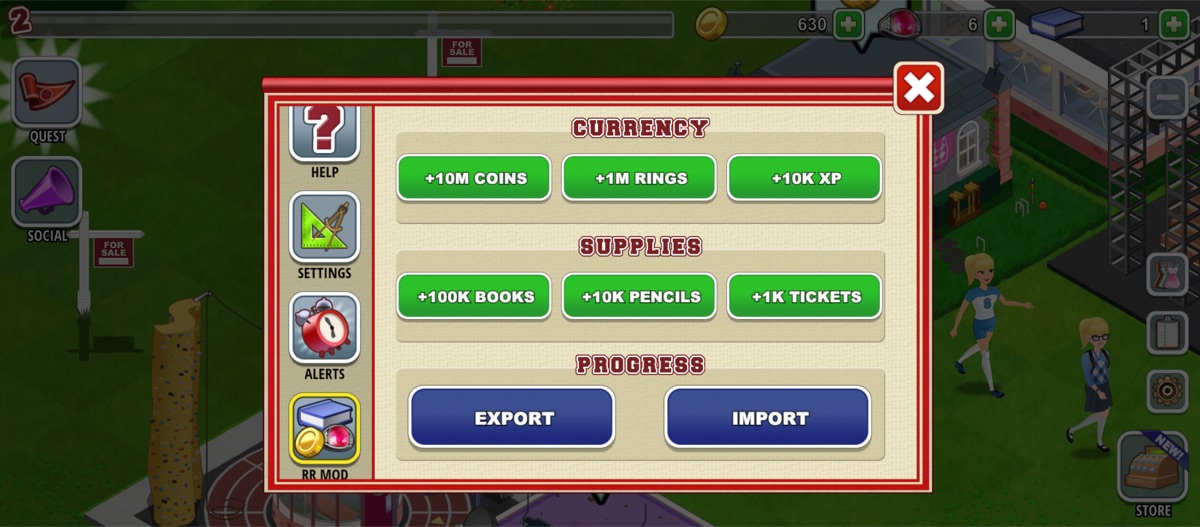 2
630
6
1
FOR
SALE
QUEST
SOCIAL
FOR
SALE
HELP
SETTINGS
ALERTS
RR MOD
CURRENCY
+10M COINS
+1M RINGS
+10K XP
SUPPLIES
+100K BOOKS
+10K PENCILS
+1K TICKETS
PROGRESS
EXPORT
IMPORT
NEW!
STORE